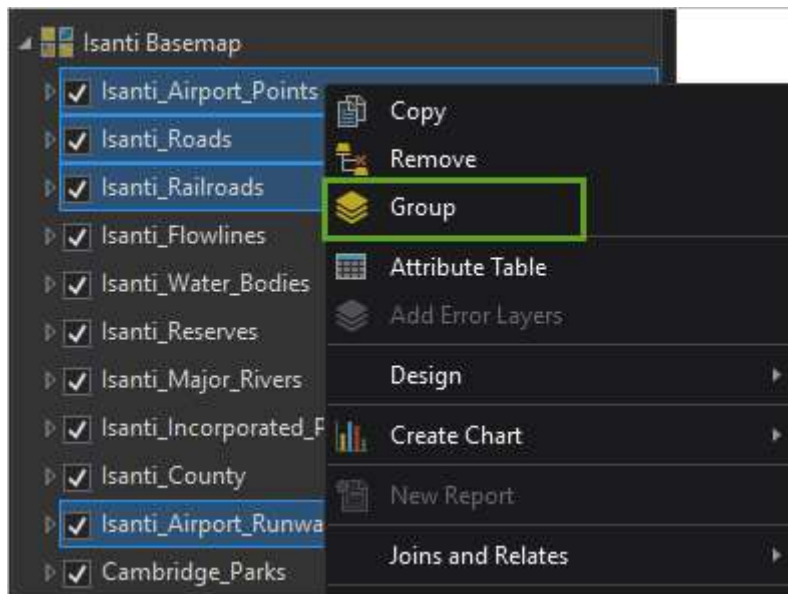 Isanti Basemap
Isanti_Airport_Points
Isanti_Roads
Isanti_Railroads
Isanti_Flowlines
Isanti_Water_Bodies
Isanti_Reserves
Isanti_Major_Rivers
Isanti_Incorporated_P
Isanti_County
Isanti_Airport_Runwa
Cambridge_Parks
Copy
Remove
Group
Attribute Table
Add Error Layers
Design
Create Chart
New Report
Joins and Relates